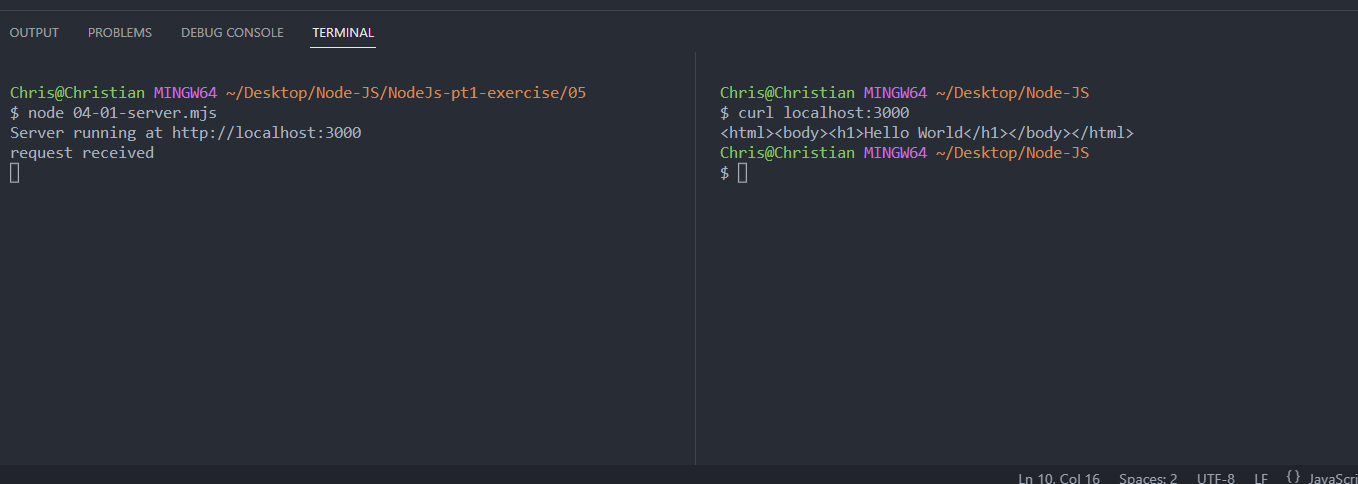 OUTPUT PROBLEMS DEBUG CONSOLE TERMINAL
Chris@Christian MINGW64 ~/Desktop/Node-JS/NodeJs-pt1-exercise/05
$ node 04-01-server.mjs
Server running at http://localhost:3000
request received
Chris@Christian MINGW64 ~/Desktop/Node-JS
$ curl localhost:3000
<html><body><h1>Hello World</h1></body></html>
Chris@Christian MINGW64 ~/Desktop/Node-JS
$
Ln 10, Col 16 Spaces: 2 UTF-8 LF {} JavaScri